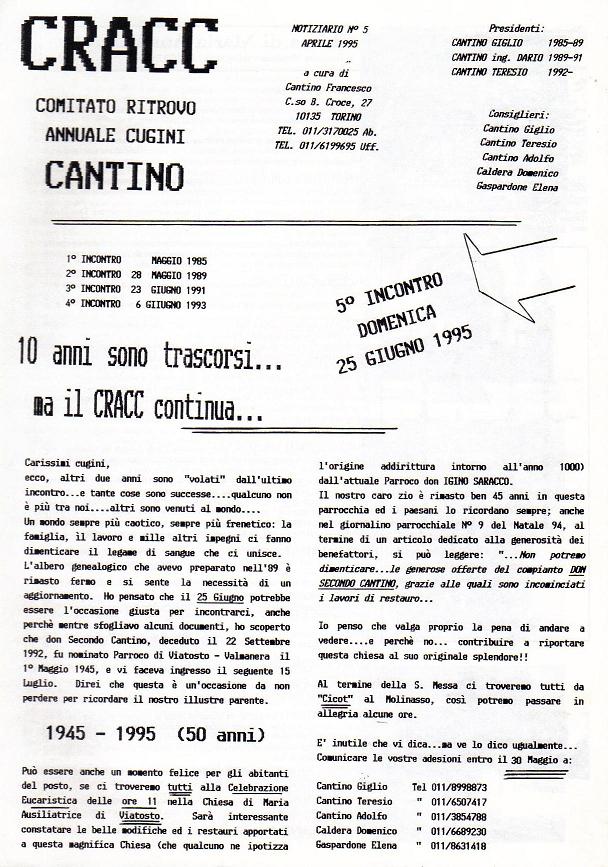 CRACC
COMITATO RITROVO
ANNUALE CUGINI
CANTINO
NOTIZIARIO Nº 5
APRILE 1995
a cura di
Cantino Francesco
C.so B. Croce, 27
10135 TORINO
TEL. 011/3170025 Ab.
TEL. 011/6199695 Uff.
Presidenti:
CANTINO GIGLIO 1985-89
CANTINO ing. DARIO 1989-91
CANTINO TERESIO 1992-
Consiglieri:
Cantino Giglio
Cantino Teresio
Cantino Adolfo
Caldera Domenico
Gaspardone Elena
1º INCONTRO MAGGIO 1985
2º INCONTRO 28 MAGGIO 1989
3º INCONTRO 23 GIUGNO 1991
4º INCONTRO 6 GIIUGNO 1993
5º INCONTRO
DOMENICA
25 GIUGNO 1995
10 anni sono trascorsi...
ma il CRACC continua...
Carissimi cugini,
ecco, altri due anni sono "volati" dall'ultimo
incontro...e tante cose sono successe....qualcuno non
è più tra noi....altri sono venuti al mondo....
Un mondo sempre più caotico, sempre più frenetico: la
famiglia, il lavoro e mille altri impegni ci fanno
dimenticare il legame di sangue che ci unisce.
L'albero genealogico che avevo preparato nell'89 è
rimasto fermo e si sente la necessità di un
aggiornamento. Ho pensato che il 25 Giugno potrebbe
essere l'occasione giusta per incontrarci, anche
perchè mentre sfogliavo alcuni documenti, ho scoperto
che don Secondo Cantino, deceduto il 22 Settembre
1992, fu nominato Parroco di Viatosto - Valmanera il
1º Maggio 1945, e vi faceva ingresso il seguente 15
Luglio. Direi che questa è un'occasione da non
perdere per ricordare il nostro illustre parente.
1945 - 1995 (50 anni)
Può essere anche un momento felice per gli abitanti
del posto, se ci troveremo tutti alla Celebrazione
Eucaristica delle ore 11 nella Chiesa di Maria
Ausiliatrice di Viatosto. Sarà interessante
constatare le belle modifiche ed i restauri apportati
a questa magnifica Chiesa (che qualcuno ne ipotizza
l'origine addirittura intorno all'anno 1000)
dall'attuale Parroco don IGINO SARACCO.
Il nostro caro zio è rimasto ben 45 anni in questa
parrocchia ed i paesani lo ricordano sempre; anche
nel giornalino parrocchiale Nº 9 del Natale 94, al
termine di un articolo dedicato alla generosità dei
benefattori, si può leggere: "...Non potremo
dimenticare...le generose offerte del compianto DON
SECONDO CANTINO, grazie alle quali sono incominciati
i lavori di restauro...
Io penso che valga proprio la pena di andare a
vedere....e perchè no... contribuire a riportare
questa chiesa al suo originale splendore!!
Al termine della S. Messa ci troveremo tutti da
"Cicot" al Molinasso, così potremo passare in
allegria alcune ore.
E' inutile che vi dica...ma ve lo dico ugualmente...
Comunicare le vostre adesioni entro il 30 Maggio a:
Cantino Giglio Tel 011/8998873
Cantino Teresio " 011/6507417
Cantino Adolfo " 011/3854788
Caldera Domenico " 011/6689230
Gaspardone Elena " 011/8631418